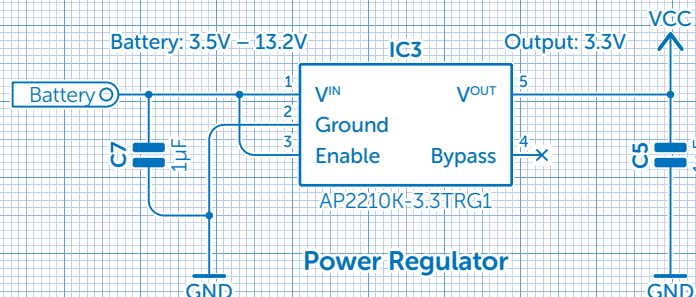 VCC
Battery: 3.5V – 13.2V
IC3
Output: 3.3V
Battery
1
VIN
VOUT
5
2
Ground
3
Enable
Bypass
4
C7
1µF
C5
AP2210K-3.3TRG1
Power Regulator
GND
GND